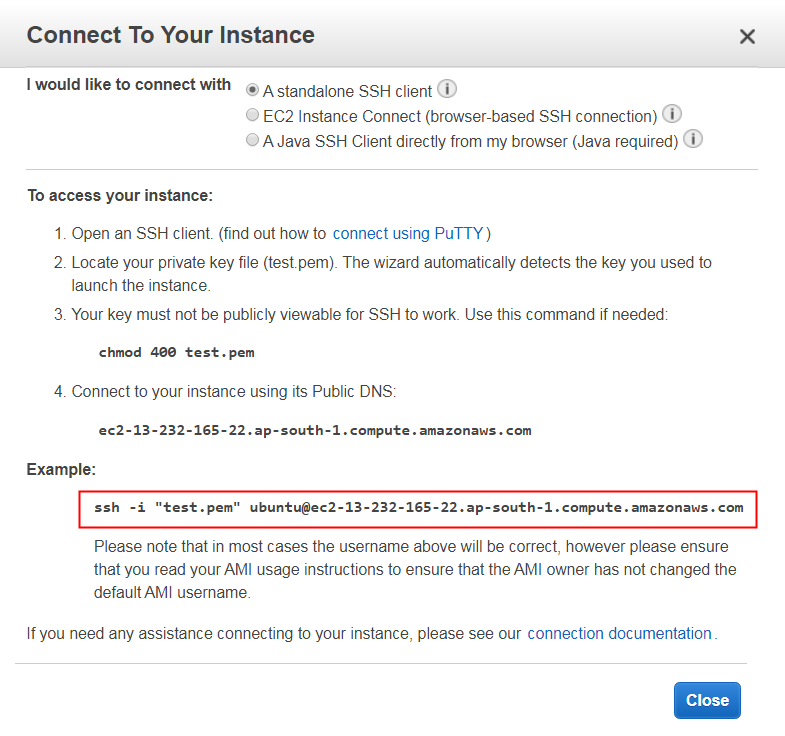 Connect To Your Instance
I would like to connect with
A standalone SSH client
EC2 Instance Connect (browser-based SSH connection)
A Java SSH Client directly from my browser (Java required)
To access your instance:
1. Open an SSH client. (find out how to connect using PuTTY)
2. Locate your private key file (test.pem). The wizard automatically detects the key you used to
launch the instance.
3. Your key must not be publicly viewable for SSH to work. Use this command if needed:
chmod 400 test.pem
4. Connect to your instance using its Public DNS:
ec2-13-232-165-22.ap-south-1.compute.amazonaws.com
Example:
ssh -i "test.pem" ubuntu@ec2-13-232-165-22.ap-south-1.compute.amazonaws.com
Please note that in most cases the username above will be correct, however please ensure
that you read your AMI usage instructions to ensure that the AMI owner has not changed the
default AMI username.
If you need any assistance connecting to your instance, please see our connection documentation.
Close